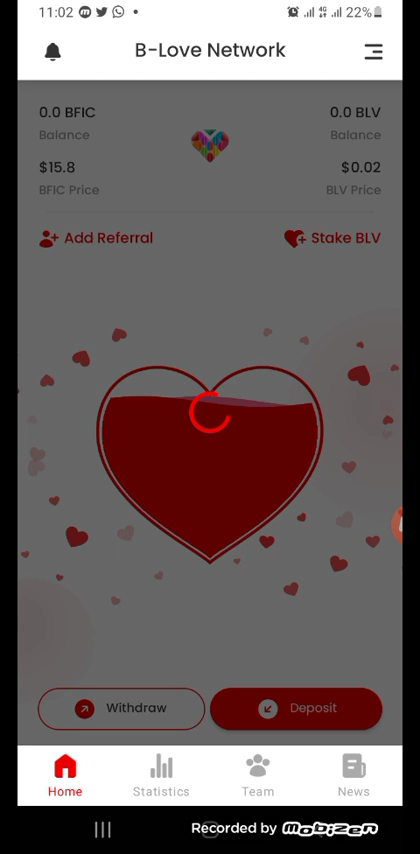 11:02 22%
B-Love Network
0.0 BFIC 0.0 BLV
Balance Balance
$15.8 $0.02
BFIC Price BLV Price
Add Referral Stake BLV
Withdraw Deposit
Home Statistics Team News
Recorded by MOBIZEN